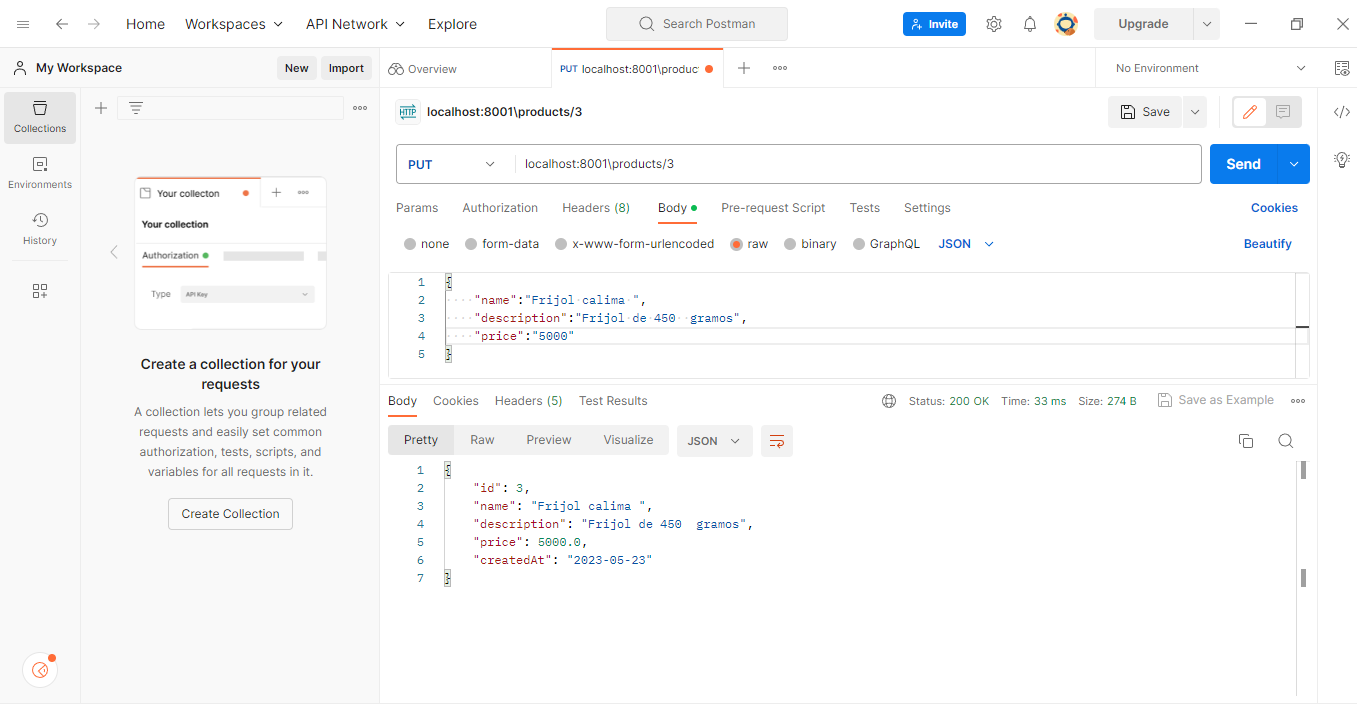 Home Workspaces API Network Explore Search Postman Invite Upgrade
My Workspace New Import Overview PUT localhost:8001\produc No Environment
Collections
Environments
History
Your collecton
Your collection
Authorization
Type API Key
Create a collection for your
requests
A collection lets you group related
requests and easily set common
authorization, tests, scripts, and
variables for all requests in it.
Create Collection
HTTP localhost:8001\products/3 Save
PUT localhost:8001\products/3 Send
Params Authorization Headers (8) Body Pre-request Script Tests Settings Cookies
none form-data x-www-form-urlencoded raw binary GraphQL JSON Beautify
1 {
2 "name":"Frijol calima ",
3 "description":"Frijol de 450  gramos",
4 "price":"5000"
5 }
Body Cookies Headers (5) Test Results Status: 200 OK Time: 33 ms Size: 274 B Save as Example
Pretty Raw Preview Visualize JSON
1 {
2 "id": 3,
3 "name": "Frijol calima ",
4 "description": "Frijol de 450  gramos",
5 "price": 5000.0,
6 "createdAt": "2023-05-23"
7 }